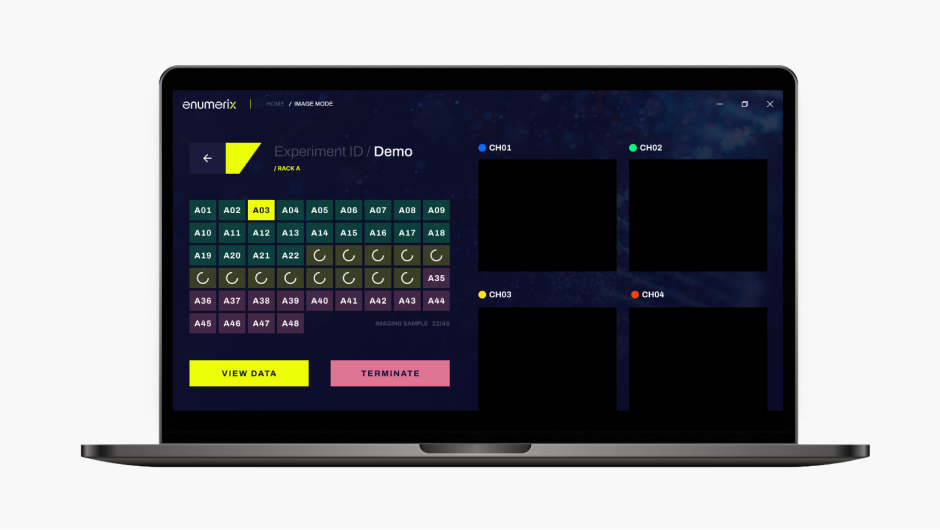 enumerix
HOME / IMAGE MODE
Experiment ID / Demo
/ RACK A
A01 A02 A03 A04 A05 A06 A07 A08 A09
A10 A11 A12 A13 A14 A15 A16 A17 A18
A19 A20 A21 A22
A35
A36 A37 A38 A39 A40 A41 A42 A43 A44
A45 A46 A47 A48
IMAGING SAMPLE 22/48
VIEW DATA
TERMINATE
CH01
CH02
CH03
CH04